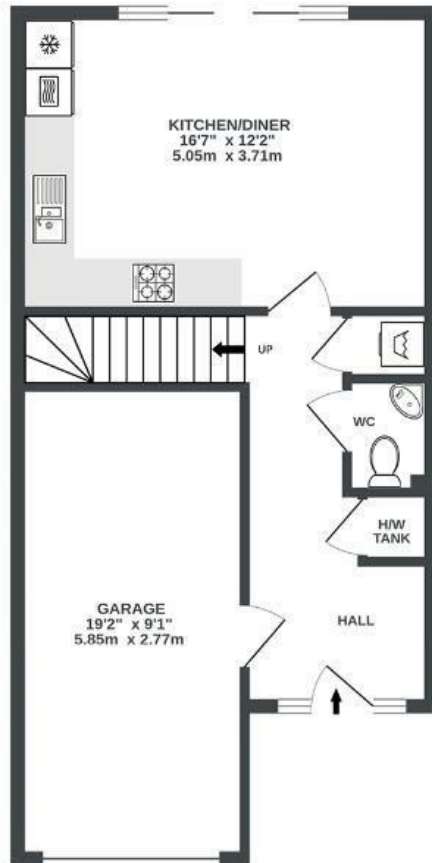 KITCHEN/DINER
16'7" x 12'2"
5.05m x 3.71m
UP
WC
H/W
TANK
GARAGE
19'2" x 9'1"
5.85m x 2.77m
HALL